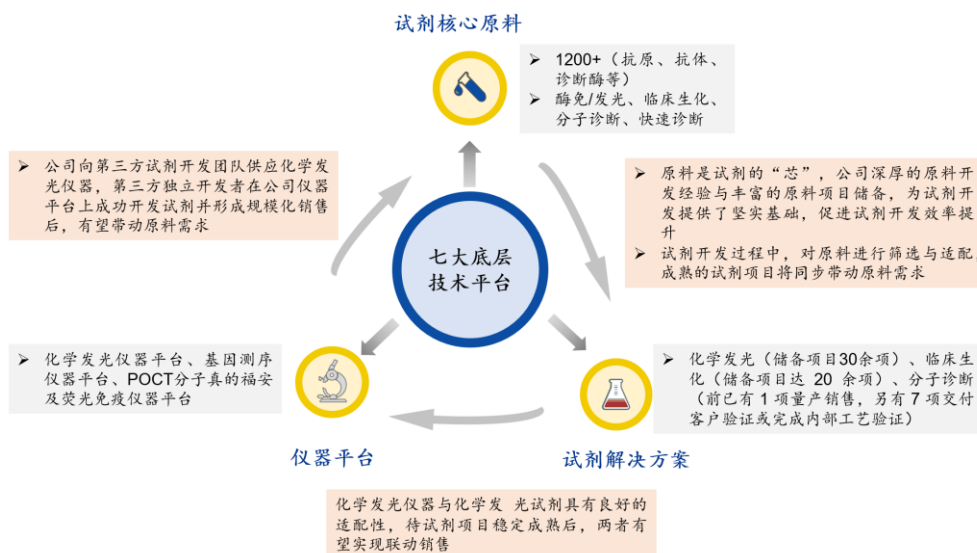 试剂核心原料
➢ 1200+（抗原、抗体、
诊断酶等）
➢ 酶免/发光、临床生化、
分子诊断、快速诊断
➢ 公司向第三方试剂开发团队供应化学发
光仪器，第三方独立开发者在公司仪器
平台上成功开发试剂并形成规模化销售
后，有望带动原料需求
➢ 原料是试剂的“芯”，公司深厚的原料开
发经验与丰富的原料项目储备，为试剂开
发提供了坚实基础，促进试剂开发效率提
升
➢ 试剂开发过程中，对原料进行筛选与适配，
成熟的试剂项目将同步带动原料需求
七大底层
技术平台
➢ 化学发光仪器平台、基因测序
仪器平台、POCT分子真的福安
及荧光免疫仪器平台
➢ 化学发光（储备项目30余项）、临床生
化（储备项目达 20 余项）、分子诊断
（前已有 1 项量产销售，另有 7 项交付
客户验证或完成内部工艺验证）
仪器平台
试剂解决方案
化学发光仪器与化学发 光试剂具有良好的
适配性，待试剂项目稳定成熟后，两者有
望实现联动销售